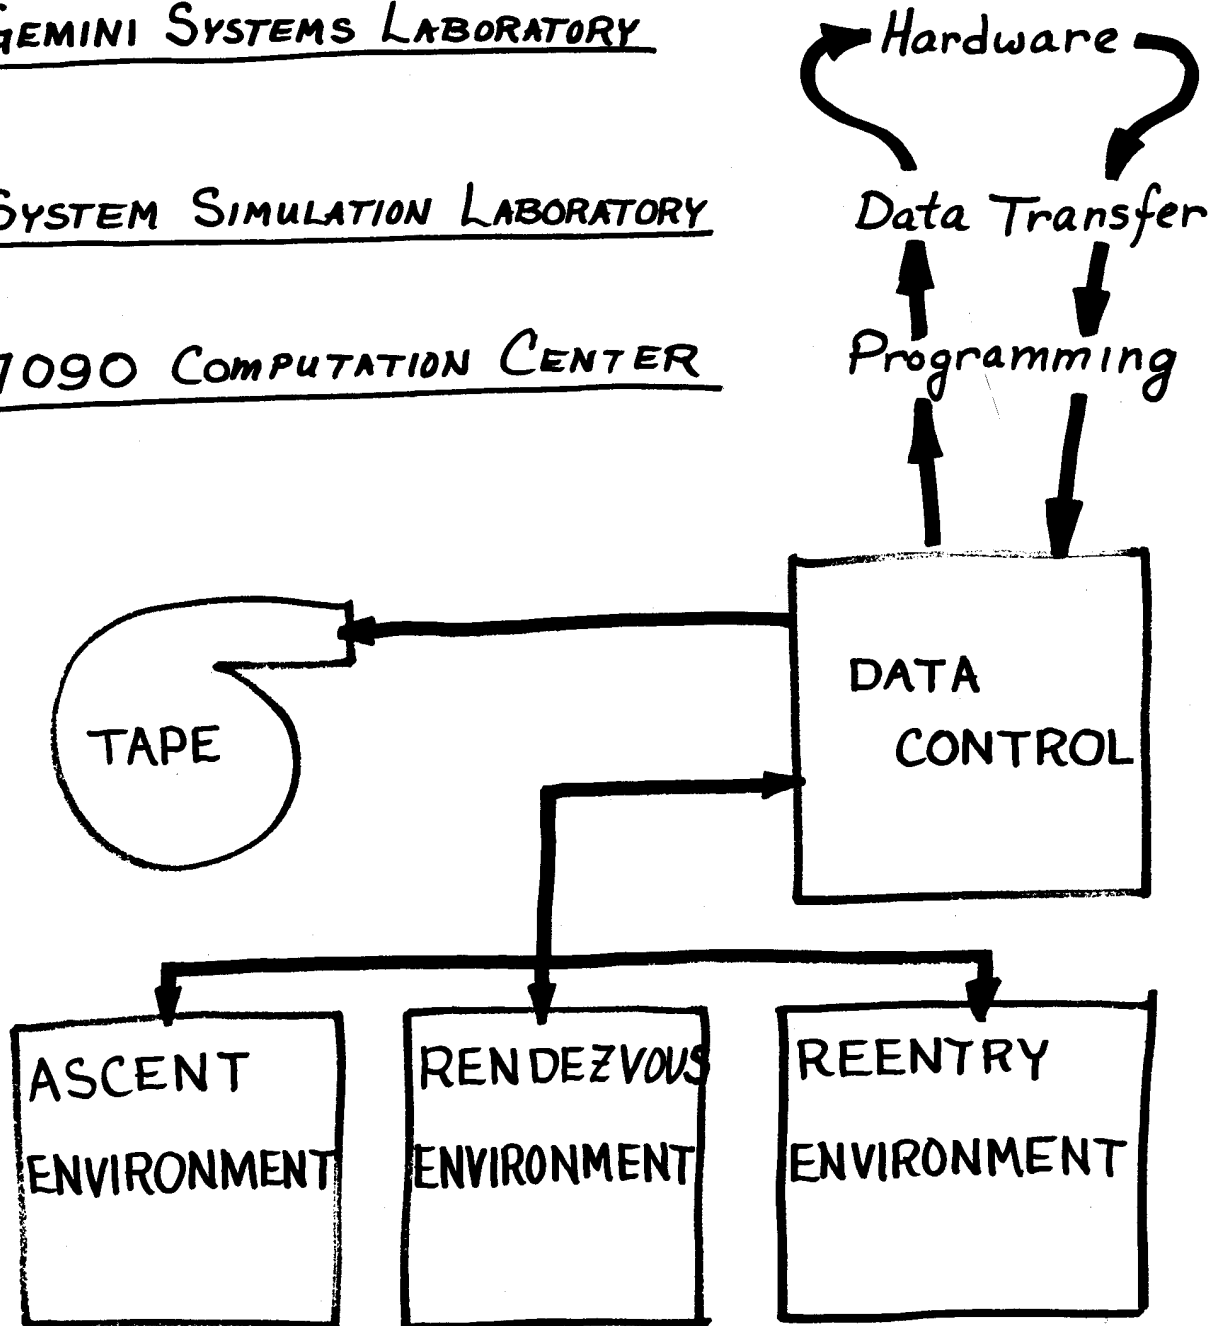 GEMINI SYSTEMS LABORATORY
Hardware
SYSTEM SIMULATION LABORATORY
Data Transfer
7090 COMPUTATION CENTER
Programming
DATA
CONTROL
TAPE
ASCENT
ENVIRONMENT
RENDEZVOUS
ENVIRONMENT
REENTRY
ENVIRONMENT